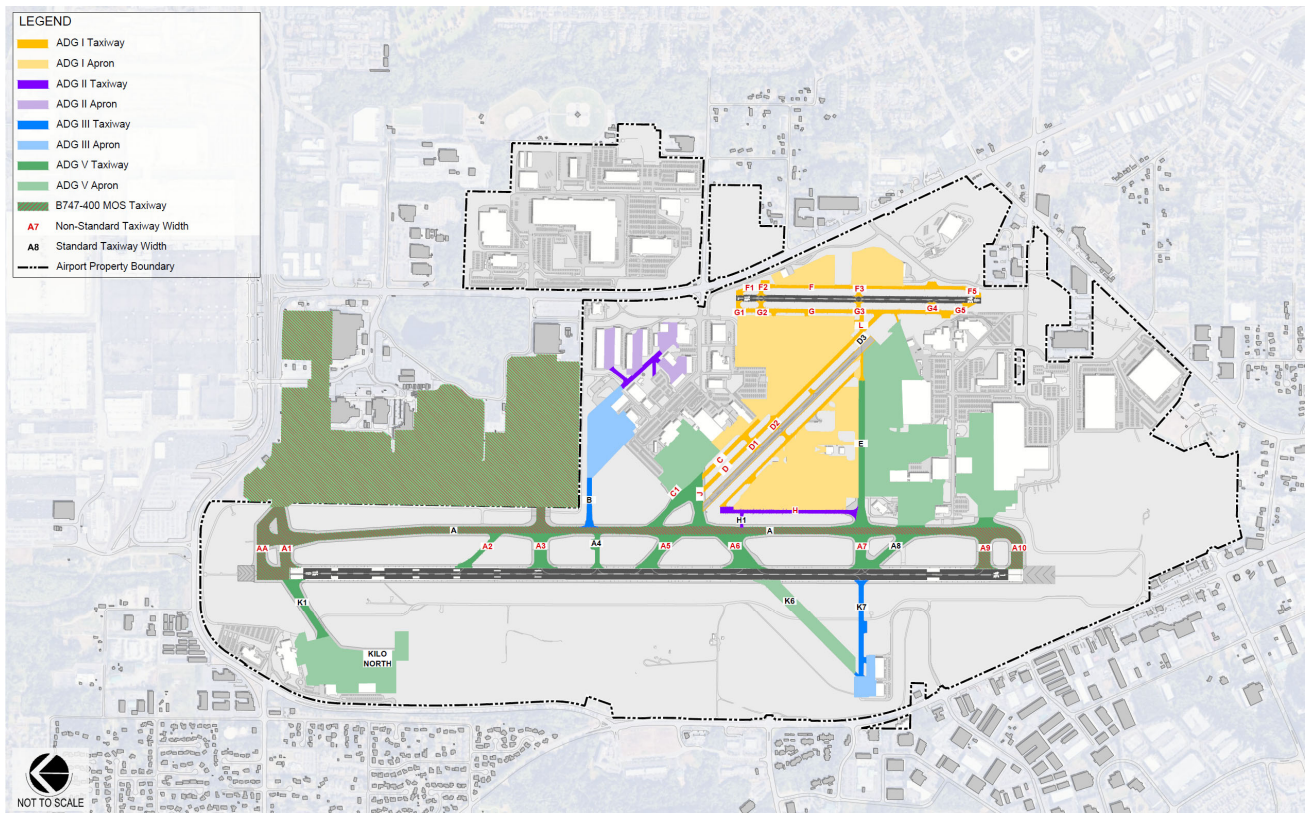 LEGEND
ADG I Taxiway
ADG I Apron
ADG II Taxiway
ADG II Apron
ADG III Taxiway
ADG III Apron
ADG V Taxiway
ADG V Apron
B747-400 MOS Taxiway
A7 Non-Standard Taxiway Width
A8 Standard Taxiway Width
Airport Property Boundary
F1 F2 F F3 F5
G1 G2 G G3 G4 G5
L
D3
D2
D1
C
D
E
C1
J
B
H
H1
A A
AA A1 A2 A3 A4 A5 A6 A7 A8 A9 A10
K1
K6
K7
KILO
NORTH
NOT TO SCALE